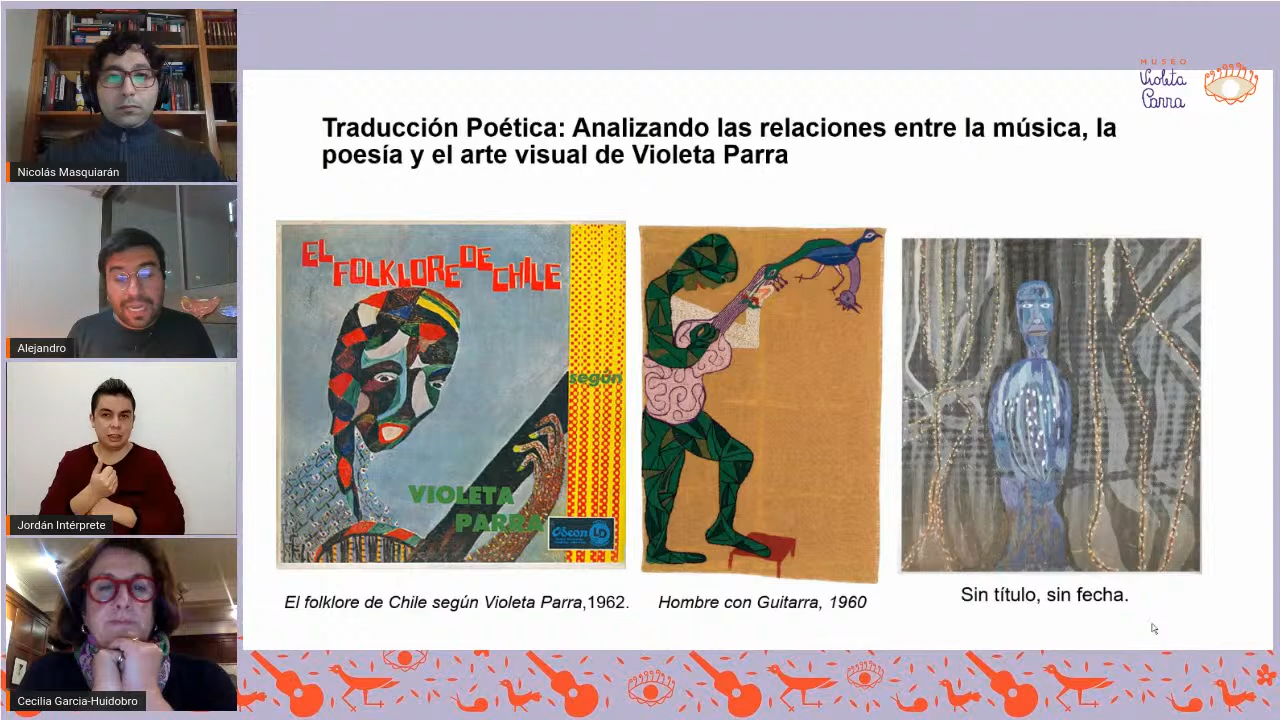 Nicolás Masquiarán
Alejandro
Jordán Intérprete
Cecilia Garcia-Huidobro
MUSEO
Violeta
Parra
Traducción Poética: Analizando las relaciones entre la música, la
poesía y el arte visual de Violeta Parra
EL FOLKLORE DE CHILE
según
VIOLETA
PARRA
Odeon
LD
El folklore de Chile según Violeta Parra,1962.
Hombre con Guitarra, 1960
Sin título, sin fecha.